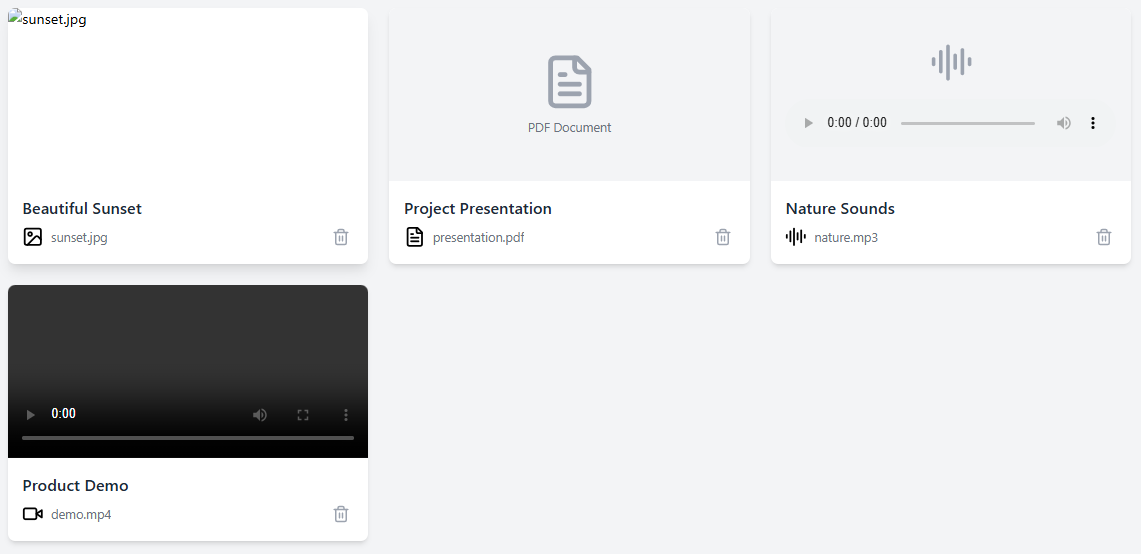 sunset.jpg
Beautiful Sunset
sunset.jpg
PDF Document
Project Presentation
presentation.pdf
0:00 / 0:00
Nature Sounds
nature.mp3
0:00
Product Demo
demo.mp4